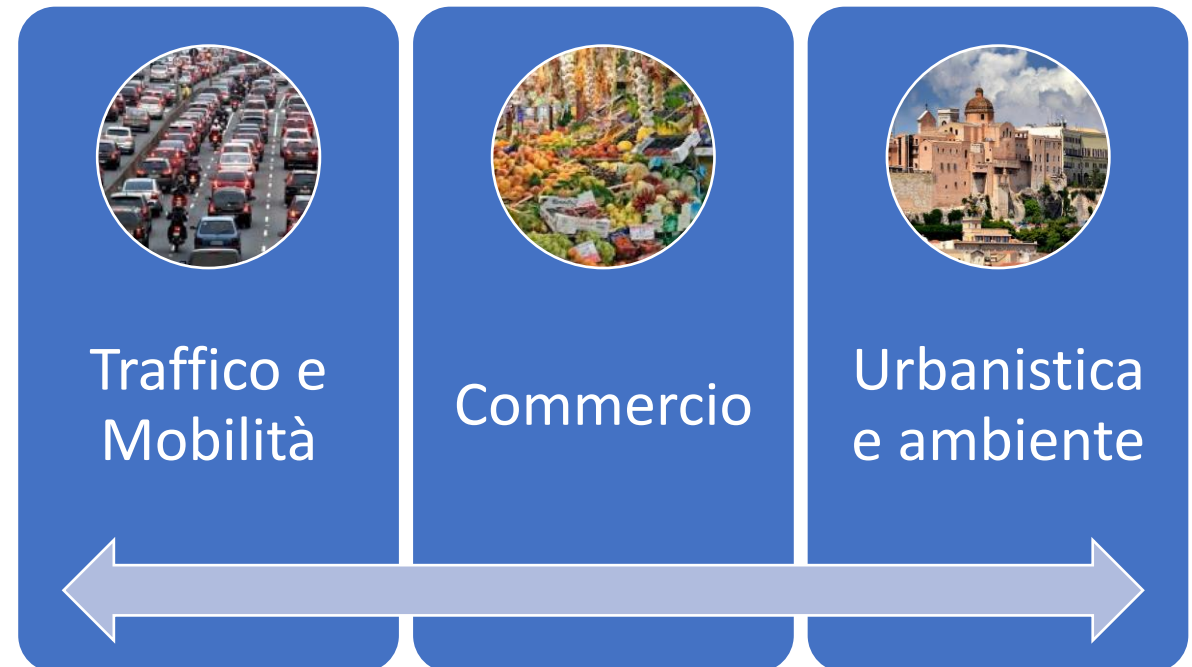 Traffico e
Mobilità
Commercio
Urbanistica
e ambiente